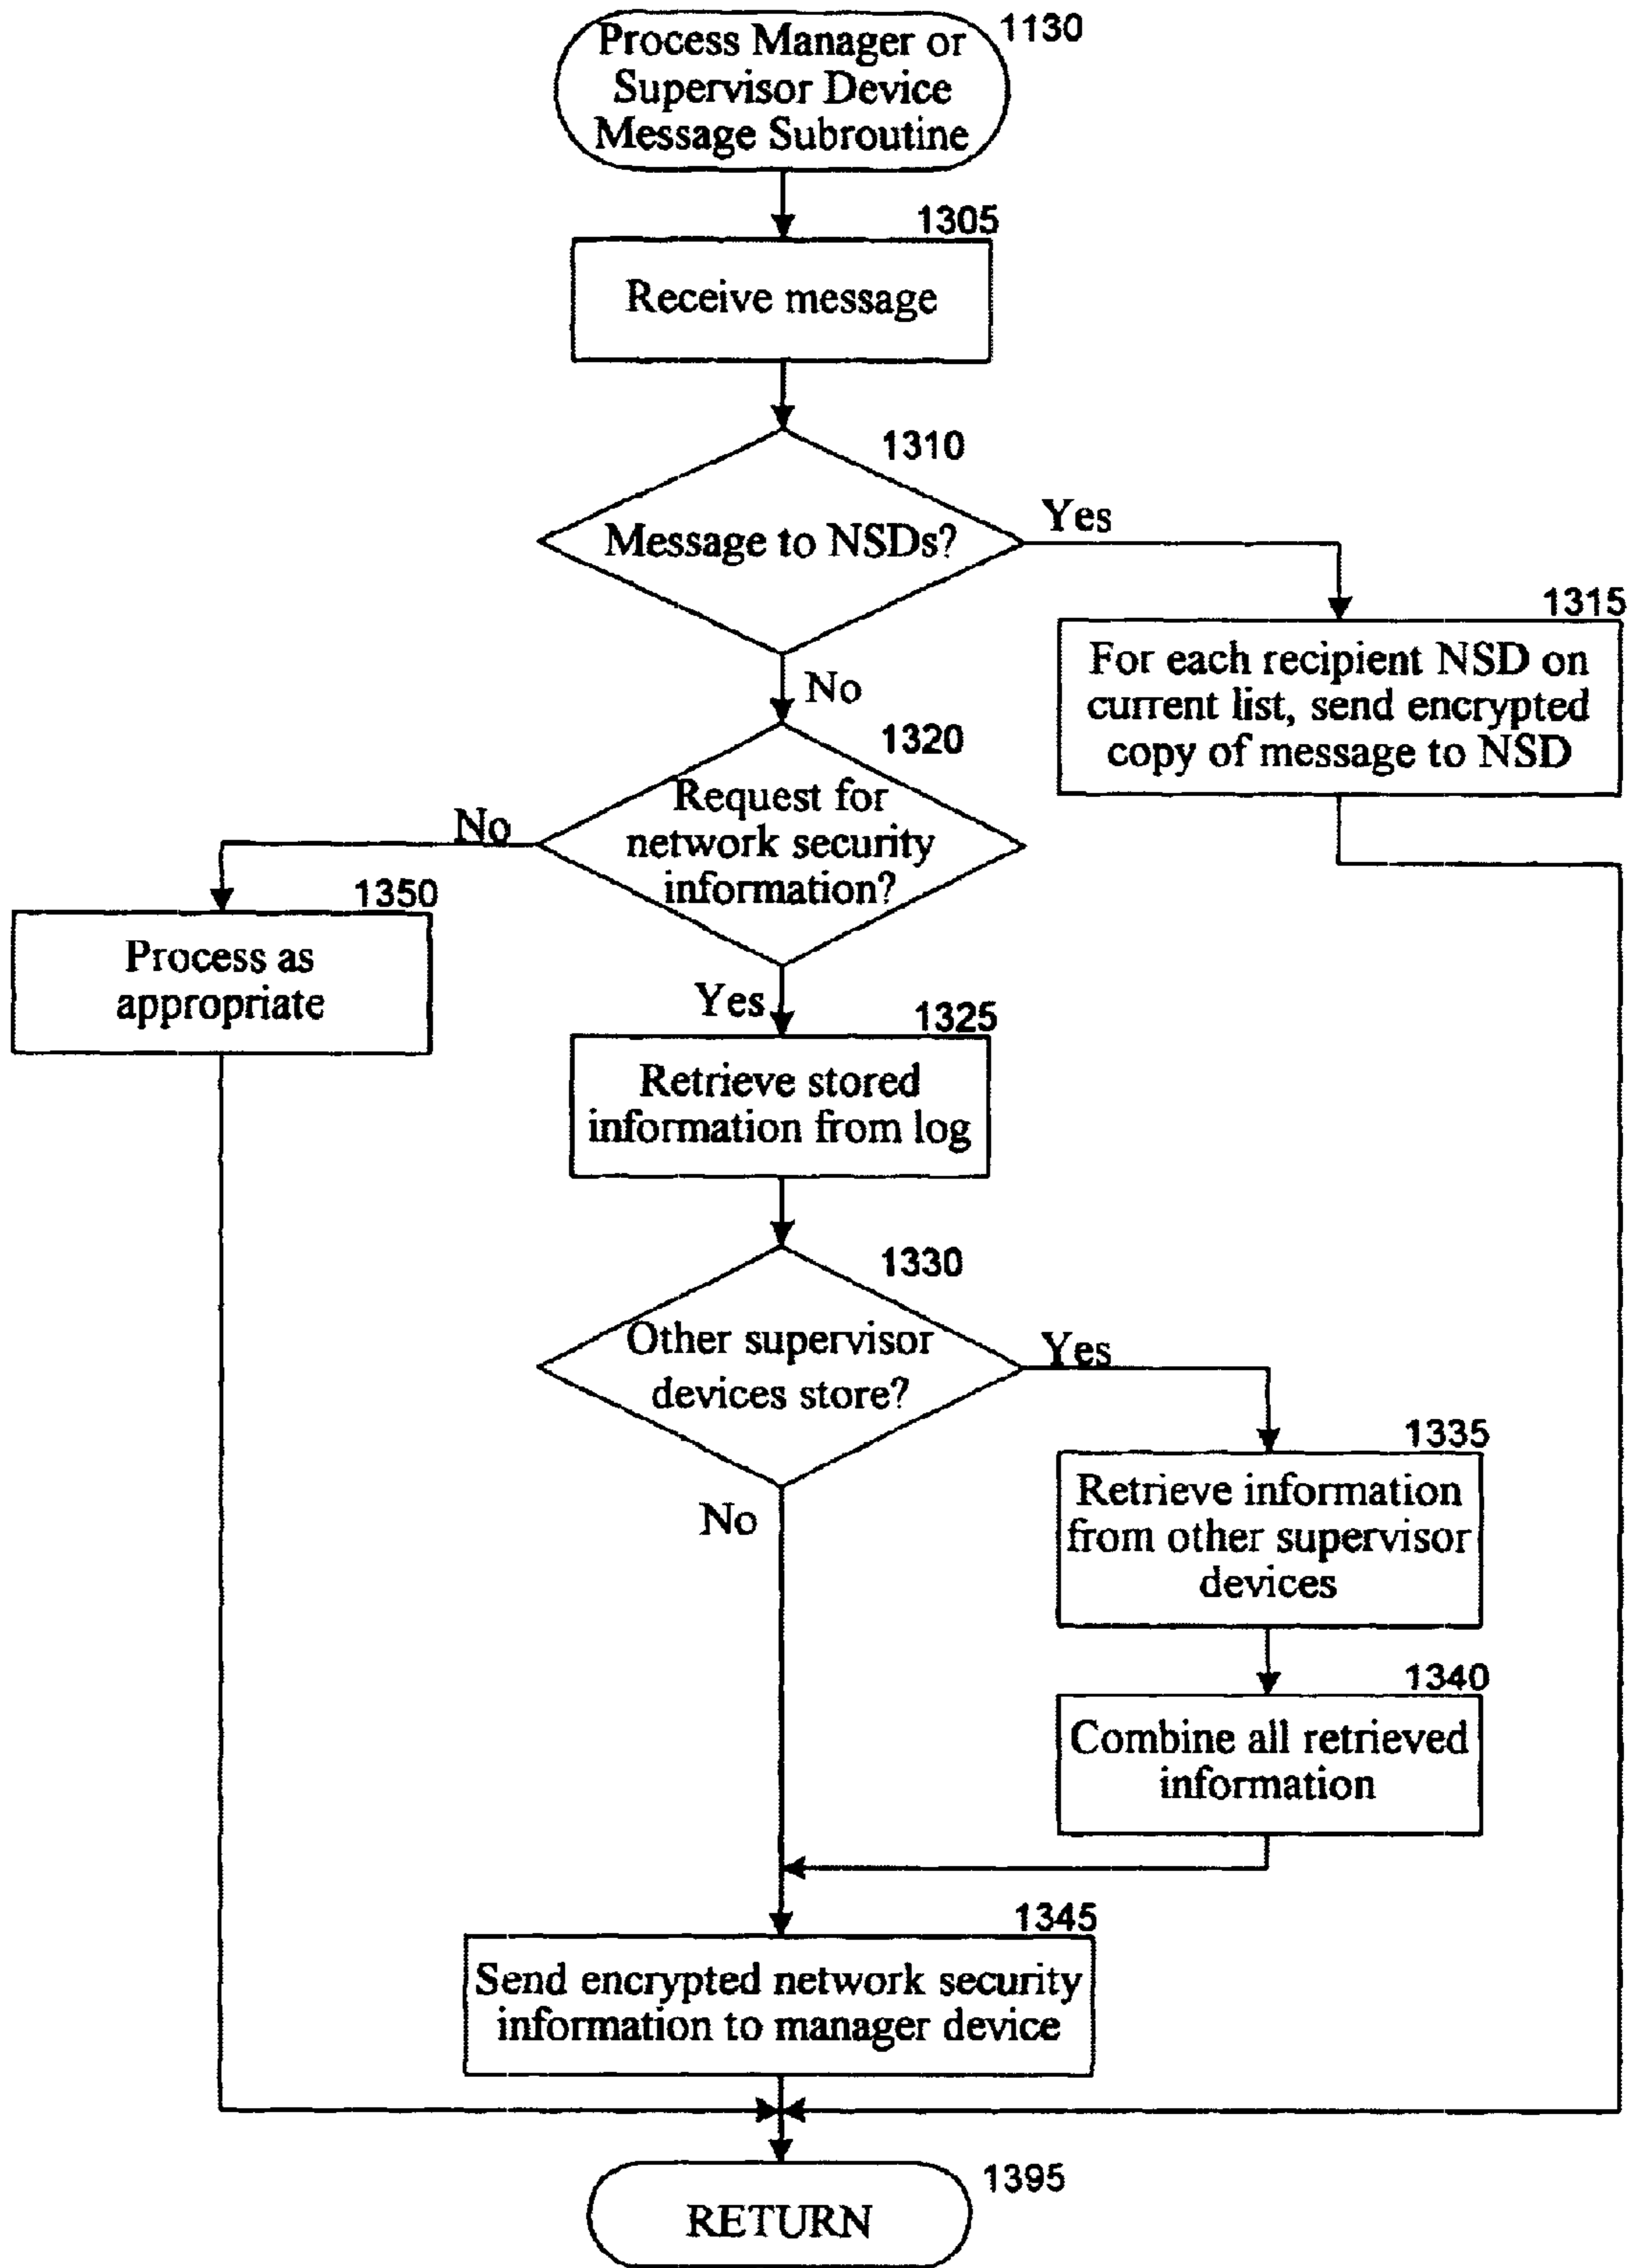 Process Manager or
Supervisor Device
Message Subroutine
1130
1305
Receive message
1310
Message to NSDs?
Yes
No
1315
For each recipient NSD on
current list, send encrypted
copy of message to NSD
1320
Request for
network security
information?
No
Yes
1350
Process as
appropriate
1325
Retrieve stored
information from log
1330
Other supervisor
devices store?
Yes
No
1335
Retrieve information
from other supervisor
devices
1340
Combine all retrieved
information
1345
Send encrypted network security
information to manager device
1395
RETURN